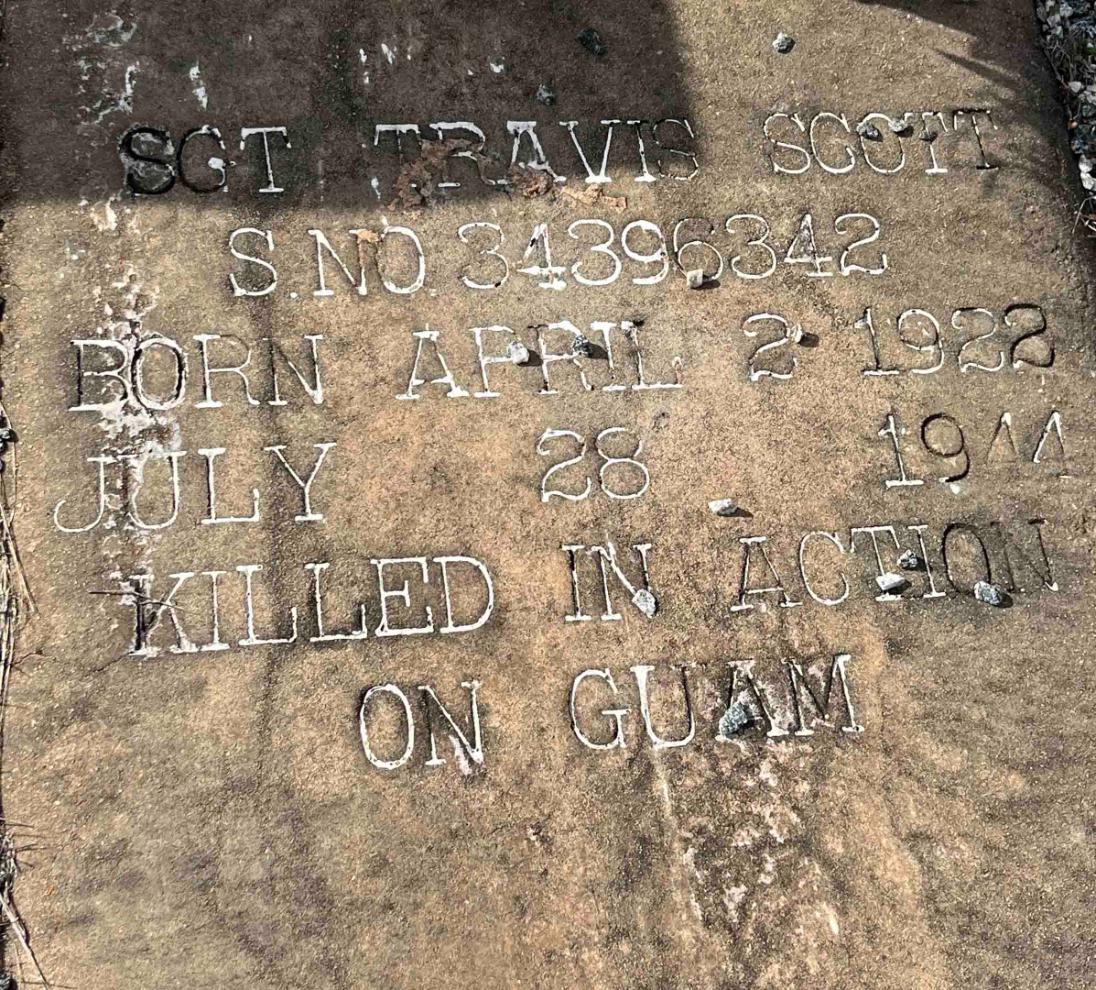 SGT TRAVIS SCOTT
S.NO. 34396342
BORN APRIL 2 1922
JULY 28 1944
KILLED IN ACTION
ON GUAM